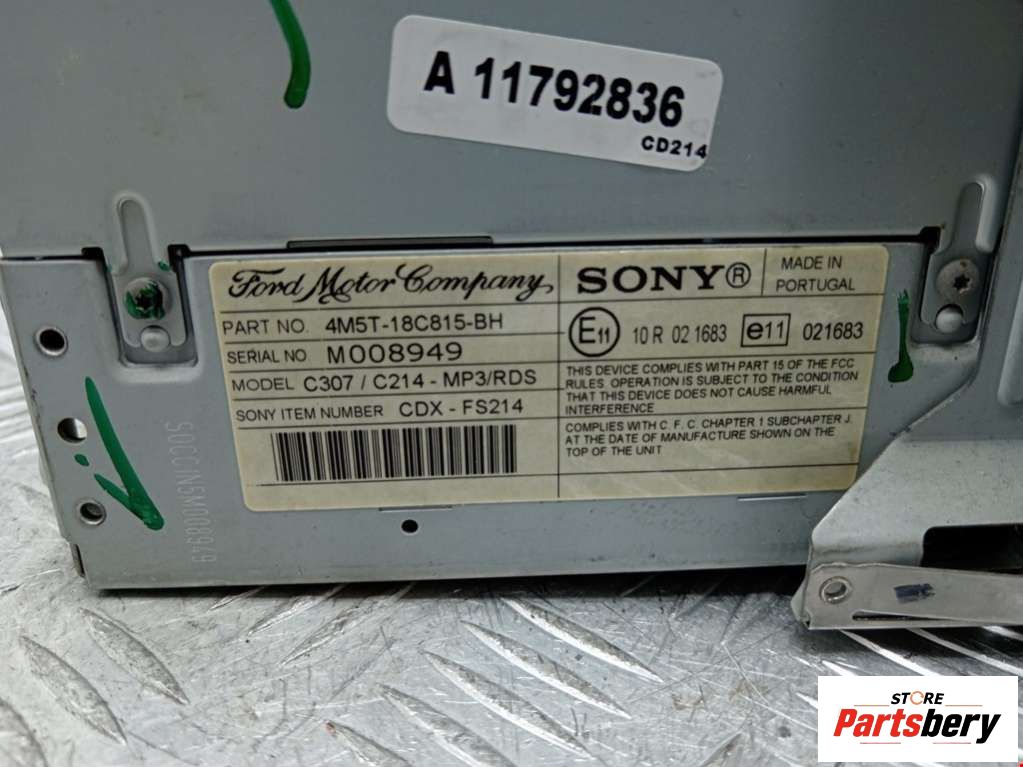 A 11792836
CD214
Ford Motor Company
SONY®
MADE IN
PORTUGAL
PART NO. 4M5T-18C815-BH
SERIAL NO M008949
MODEL C307 / C214 - MP3/RDS
SONY ITEM NUMBER CDX - FS214
E11 10 R 02 1683 e11 021683
THIS DEVICE COMPLIES WITH PART 15 OF THE FCC
RULES. OPERATION IS SUBJECT TO THE CONDITION
THAT THIS DEVICE DOES NOT CAUSE HARMFUL
INTERFERENCE
COMPLIES WITH C. F. C. CHAPTER 1 SUBCHAPTER J.
AT THE DATE OF MANUFACTURE SHOWN ON THE
TOP OF THE UNIT
STORE
Partsbery